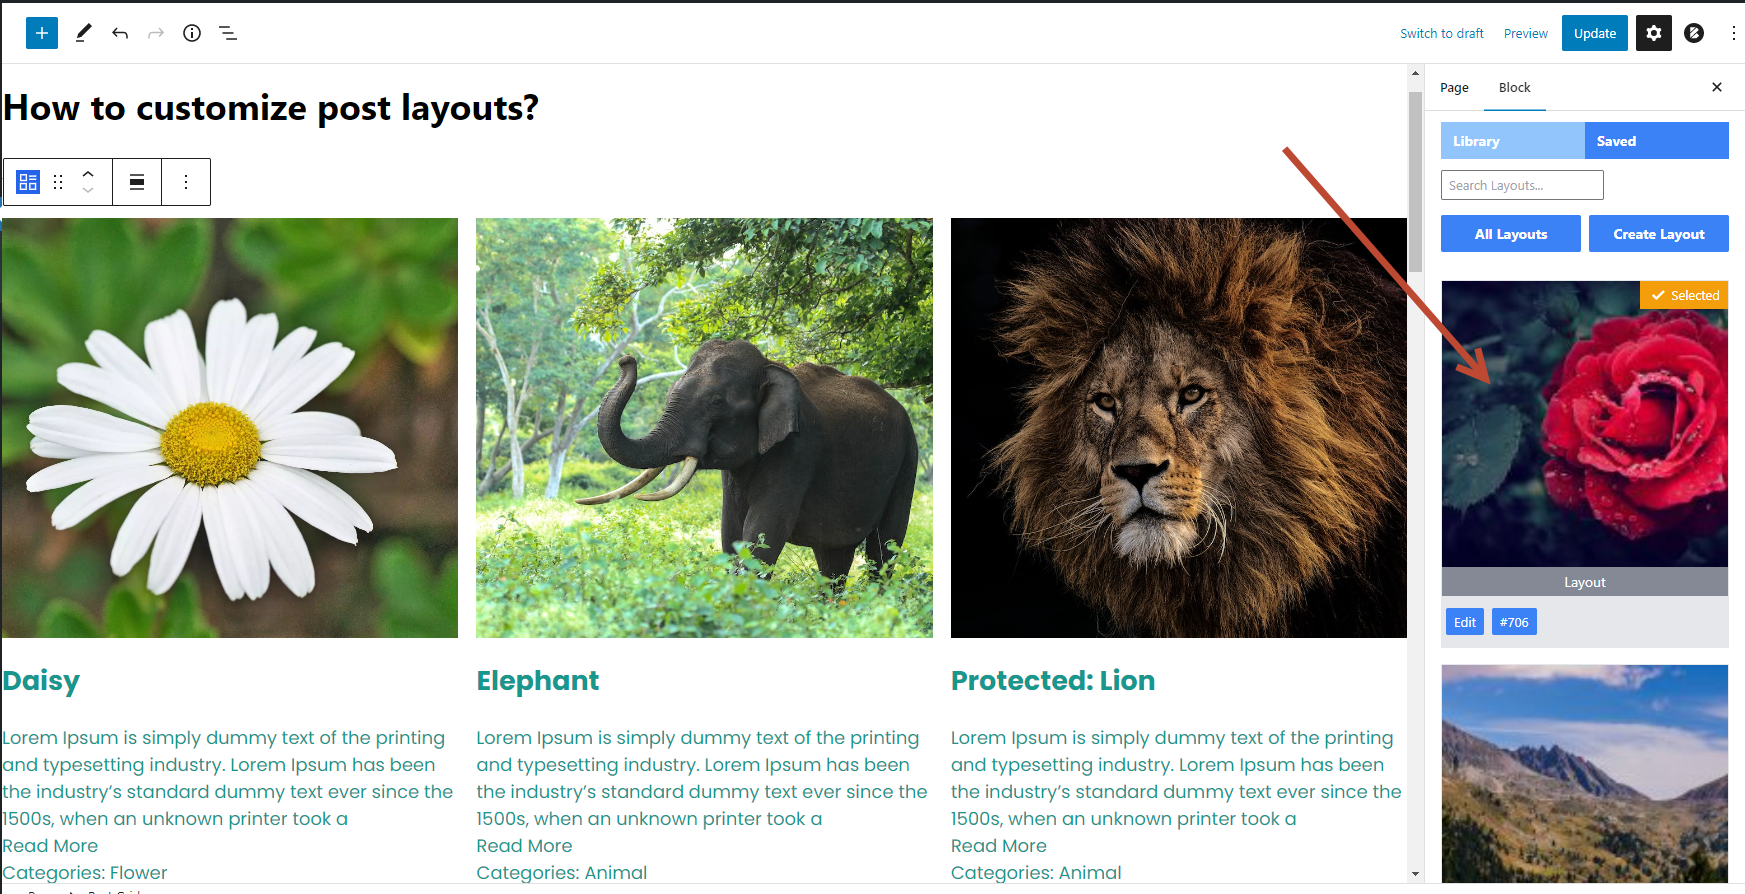 Switch to draft
Preview
Update
How to customize post layouts?
Page
Block
Library
Saved
Search Layouts...
All Layouts
Create Layout
Selected
Layout
Edit
#706
Daisy
Lorem Ipsum is simply dummy text of the printing
and typesetting industry. Lorem Ipsum has been
the industry’s standard dummy text ever since the
1500s, when an unknown printer took a
Read More
Categories: Flower
Elephant
Lorem Ipsum is simply dummy text of the printing
and typesetting industry. Lorem Ipsum has been
the industry’s standard dummy text ever since the
1500s, when an unknown printer took a
Read More
Categories: Animal
Protected: Lion
Lorem Ipsum is simply dummy text of the printing
and typesetting industry. Lorem Ipsum has been
the industry’s standard dummy text ever since the
1500s, when an unknown printer took a
Read More
Categories: Animal